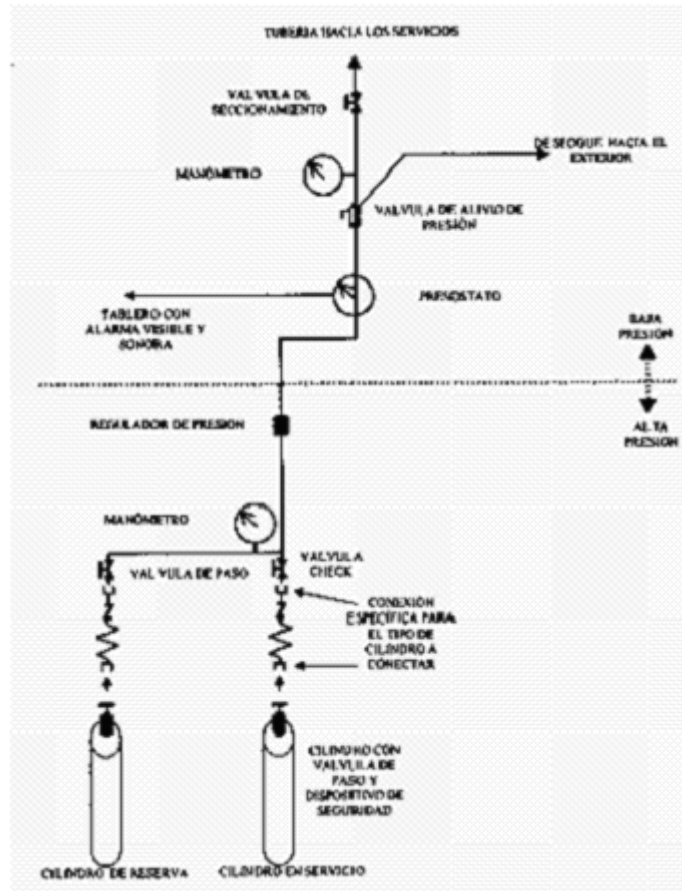 TUBERIA HACIA LOS SERVICIOS
VALVULA DE
SECCIONAMIENTO
DESFOGUE HACIA EL
EXTERIOR
MANÓMETRO
VALVULA DE ALIVIO DE
PRESIÓN
PRESOSTATO
TABLERO CON
ALARMA VISIBLE Y
SONORA
BAJA
PRESIÓN
REGULADOR DE PRESION
ALTA
PRESION
MANÓMETRO
VALVULA DE PASO
VALVULA
CHECK
CONEXIÓN
ESPECÍFICA PARA
EL TIPO DE
CILINDRO A
CONECTAR
CILINDRO CON
VALVULA DE
PASO Y
DISPOSITIVO DE
SEGURIDAD
CILINDRO DE RESERVA
CILINDRO EN SERVICIO